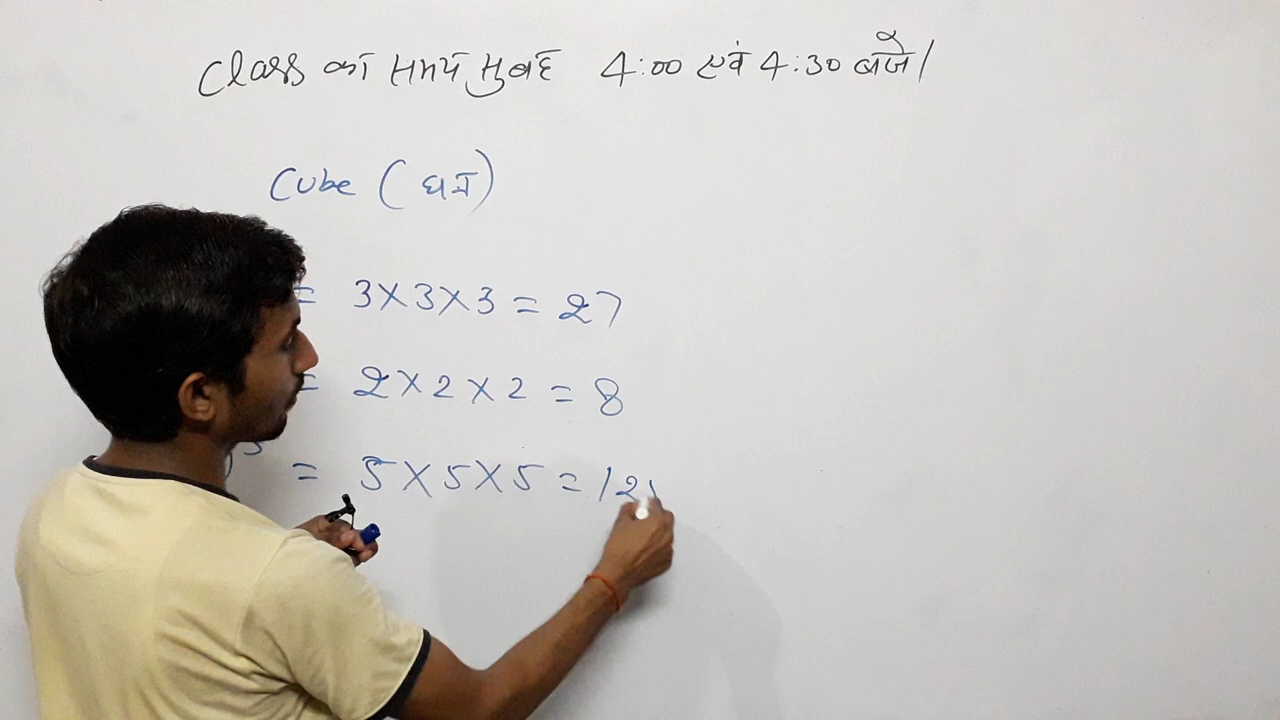 Class का समय सुबह 4:00 एवं 4:30 बजे।
Cube (घन)
= 3×3×3 = 27
= 2×2×2 = 8
³ = 5×5×5 = 12